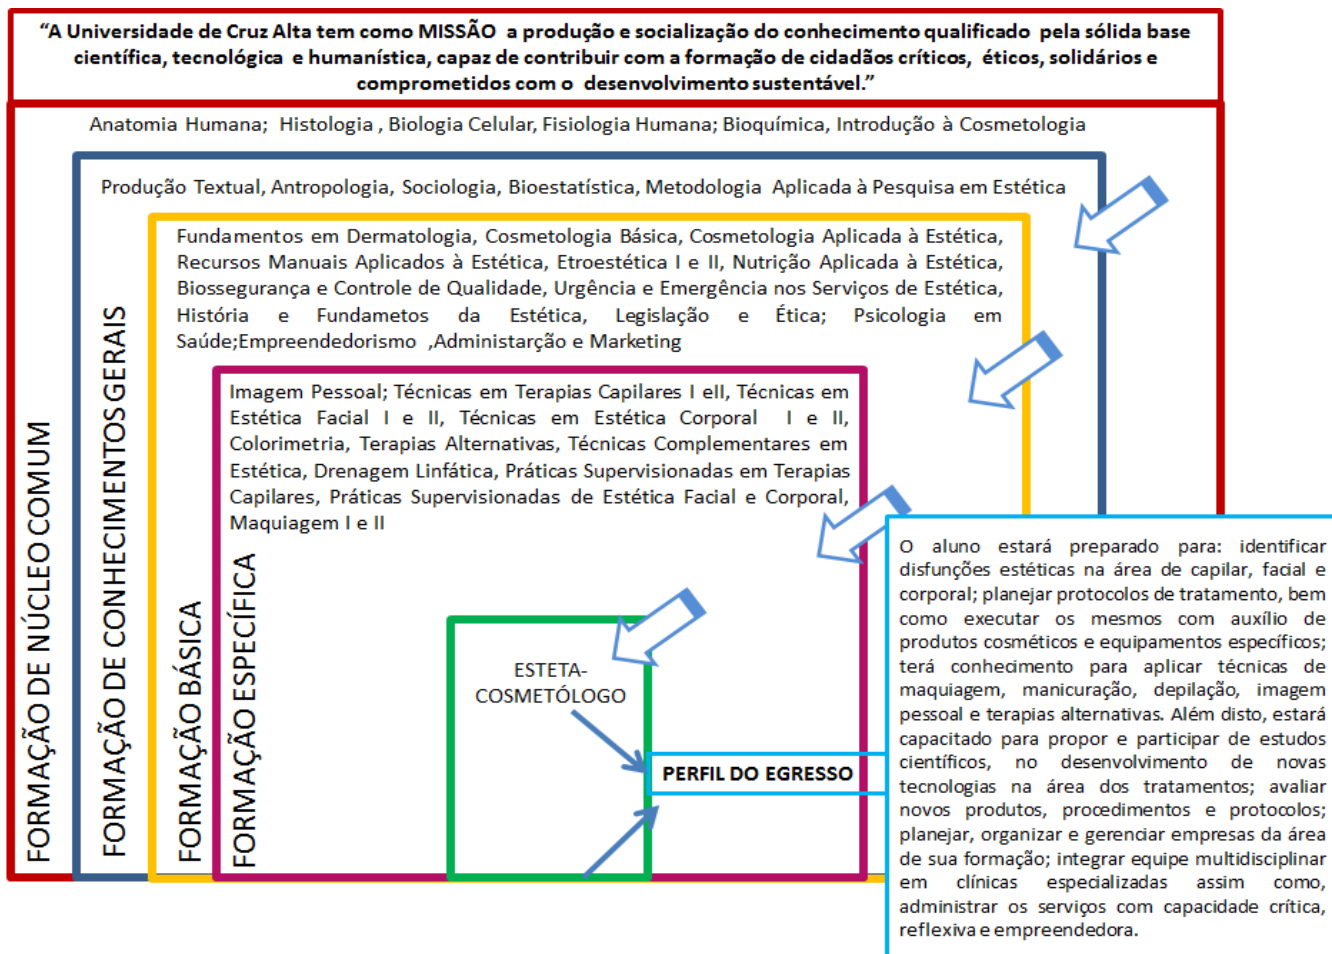 “A Universidade de Cruz Alta tem como MISSÃO a produção e socialização do conhecimento qualificado pela sólida base
científica, tecnológica e humanística, capaz de contribuir com a formação de cidadãos críticos, éticos, solidários e
comprometidos com o desenvolvimento sustentável.”
Anatomia Humana; Histologia , Biologia Celular, Fisiologia Humana; Bioquímica, Introdução à Cosmetologia
Produção Textual, Antropologia, Sociologia, Bioestatística, Metodologia Aplicada à Pesquisa em Estética
Fundamentos em Dermatologia, Cosmetologia Básica, Cosmetologia Aplicada à Estética,
Recursos Manuais Aplicados à Estética, Etroestética I e II, Nutrição Aplicada à Estética,
Biossegurança e Controle de Qualidade, Urgência e Emergência nos Serviços de Estética,
História e Fundametos da Estética, Legislação e Ética; Psicologia em
Saúde;Empreendedorismo ,Administarção e Marketing
Imagem Pessoal; Técnicas em Terapias Capilares I eII, Técnicas em
Estética Facial I e II, Técnicas em Estética Corporal I e II,
Colorimetria, Terapias Alternativas, Técnicas Complementares em
Estética, Drenagem Linfática, Práticas Supervisionadas em Terapias
Capilares, Práticas Supervisionadas de Estética Facial e Corporal,
Maquiagem I e II
FORMAÇÃO DE NÚCLEO COMUM
FORMAÇÃO DE CONHECIMENTOS GERAIS
FORMAÇÃO BÁSICA
FORMAÇÃO ESPECÍFICA
ESTETA-
COSMETÓLOGO
PERFIL DO EGRESSO
O aluno estará preparado para: identificar
disfunções estéticas na área de capilar, facial e
corporal; planejar protocolos de tratamento, bem
como executar os mesmos com auxílio de
produtos cosméticos e equipamentos específicos;
terá conhecimento para aplicar técnicas de
maquiagem, manicuração, depilação, imagem
pessoal e terapias alternativas. Além disto, estará
capacitado para propor e participar de estudos
científicos, no desenvolvimento de novas
tecnologias na área dos tratamentos; avaliar
novos produtos, procedimentos e protocolos;
planejar, organizar e gerenciar empresas da área
de sua formação; integrar equipe multidisciplinar
em clínicas especializadas assim como,
administrar os serviços com capacidade crítica,
reflexiva e empreendedora.